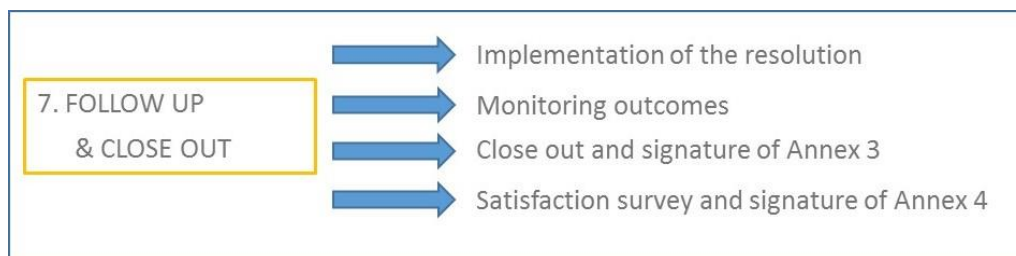 Implementation of the resolution
7. FOLLOW UP
& CLOSE OUT
Monitoring outcomes
Close out and signature of Annex 3
Satisfaction survey and signature of Annex 4